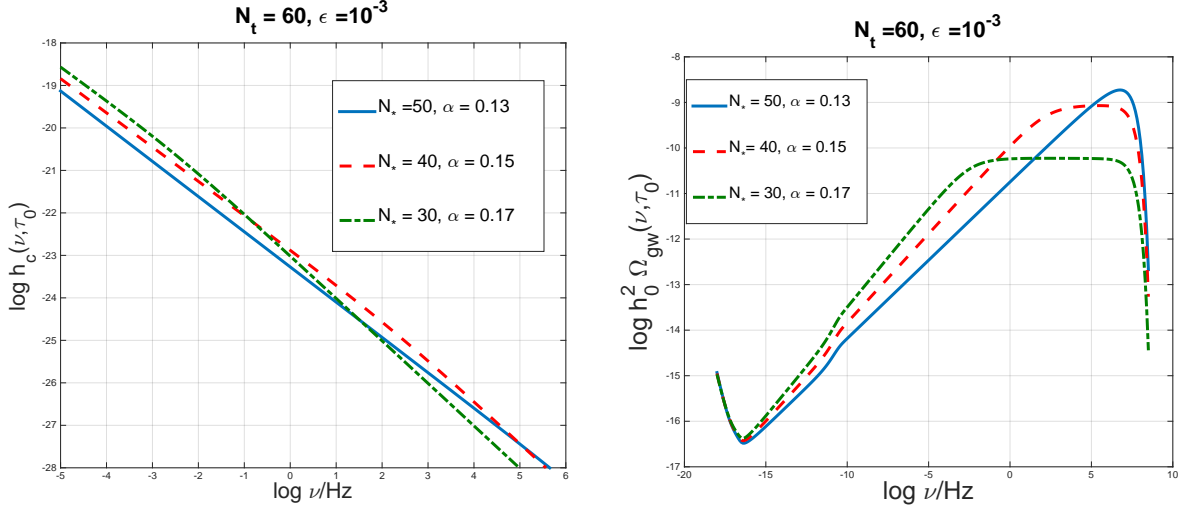 N_t = 60, ϵ =10^-3
-18
-19
-20
-21
-22
-23
-24
-25
-26
-27
-28
log h_c(ν,τ_0)
N_* =50, α = 0.13
N_* = 40, α = 0.15
N_* = 30, α = 0.17
-5 -4 -3 -2 -1 0 1 2 3 4 5 6
log ν/Hz
N_t =60, ϵ =10^-3
-8
-9
-10
-11
-12
-13
-14
-15
-16
-17
log h_0^2 Ω_gw(ν,τ_0)
N_* =50, α = 0.13
N_*= 40, α = 0.15
N_* = 30, α = 0.17
-20 -15 -10 -5 0 5 10
log ν/Hz